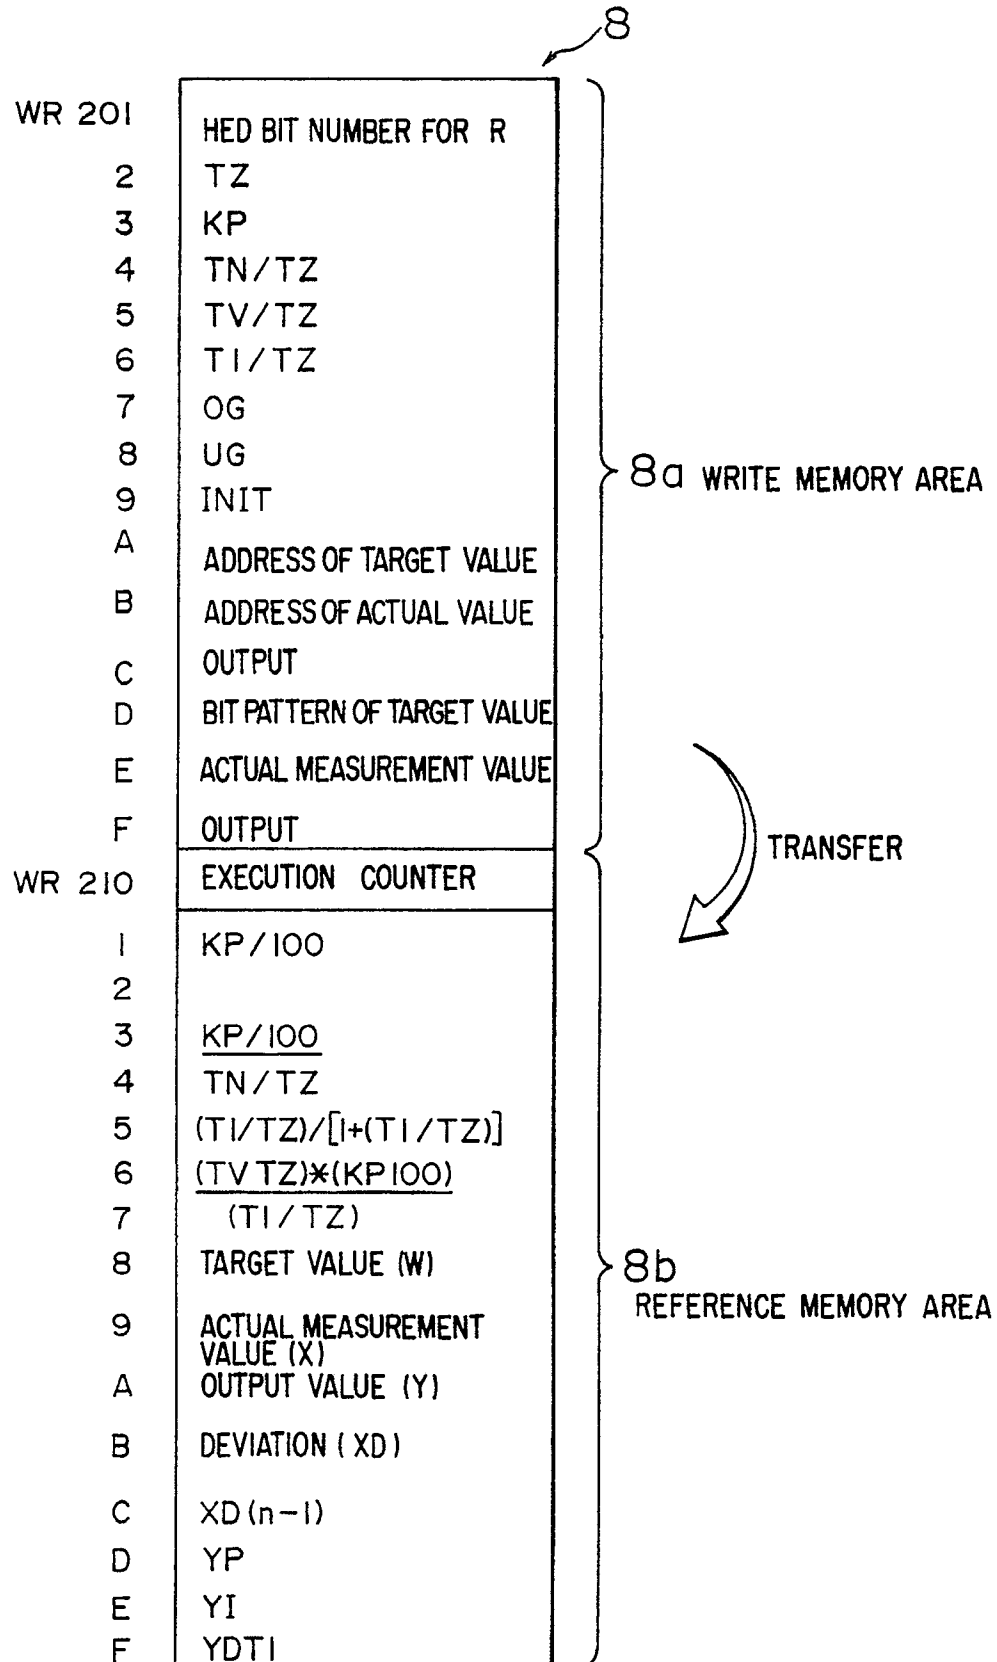 8
WR 201 HED BIT NUMBER FOR R
2 TZ
3 KP
4 TN/TZ
5 TV/TZ
6 TI/TZ
7 OG
8 UG
8a WRITE MEMORY AREA
9 INIT
A ADDRESS OF TARGET VALUE
B ADDRESS OF ACTUAL VALUE
C OUTPUT
D BIT PATTERN OF TARGET VALUE
E ACTUAL MEASUREMENT VALUE
F OUTPUT
TRANSFER
WR 210 EXECUTION COUNTER
1 KP/100
2
3 KP/100
4 TN/TZ
5 (TI/TZ)/[1+(TI/TZ)]
6 (TV TZ)*(KP100)
7 (TI/TZ)
8 TARGET VALUE (W)
8b
REFERENCE MEMORY AREA
9 ACTUAL MEASUREMENT
VALUE (X)
A OUTPUT VALUE (Y)
B DEVIATION (XD)
C XD(n-1)
D YP
E YI
F YDTI